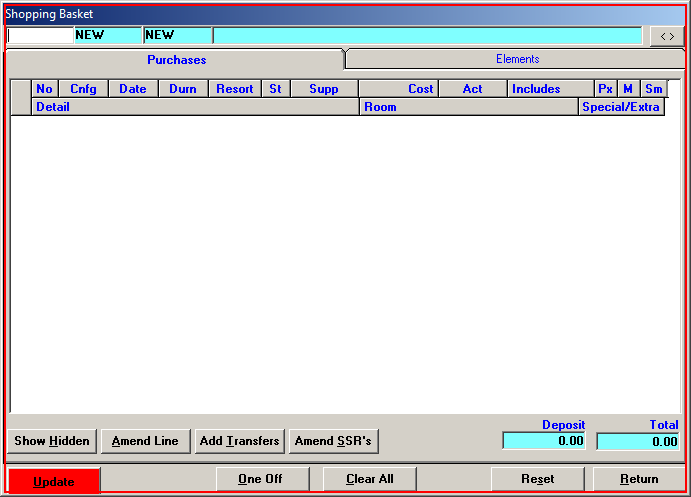 Shopping Basket
NEW NEW < >
Purchases Elements
No Cnfg Date Durn Resort St Supp Cost Act Includes Px M Sm
Detail Room Special/Extra
Deposit Total
Show Hidden Amend Line Add Transfers Amend SSR's 0.00 0.00
Update One Off Clear All Reset Return